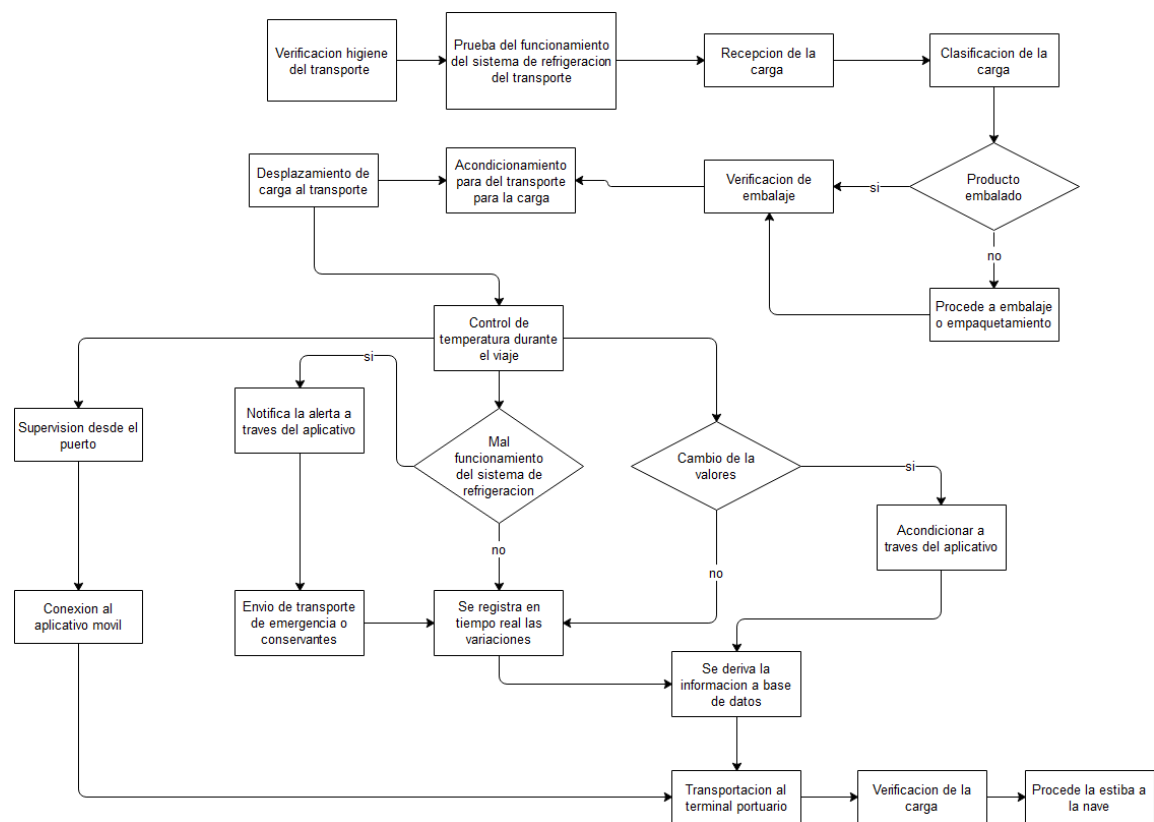 Verificacion higiene
del transporte
Prueba del funcionamiento
del sistema de refrigeracion
del transporte
Recepcion de la
carga
Clasificacion de la
carga
Desplazamiento de
carga al transporte
Acondicionamiento
para del transporte
para la carga
Verificacion de
embalaje
si
Producto
embalado
no
Procede a embalaje
o empaquetamiento
Control de
temperatura durante
el viaje
si
Supervision desde el
puerto
Notifica la alerta a
traves del aplicativo
Mal
funcionamiento
del sistema de
refrigeracion
Cambio de la
valores
si
Acondicionar a
traves del aplicativo
no
no
Conexion al
aplicativo movil
Envio de transporte
de emergencia o
conservantes
Se registra en
tiempo real las
variaciones
Se deriva la
informacion a base
de datos
Transportacion al
terminal portuario
Verificacion de la
carga
Procede la estiba a
la nave